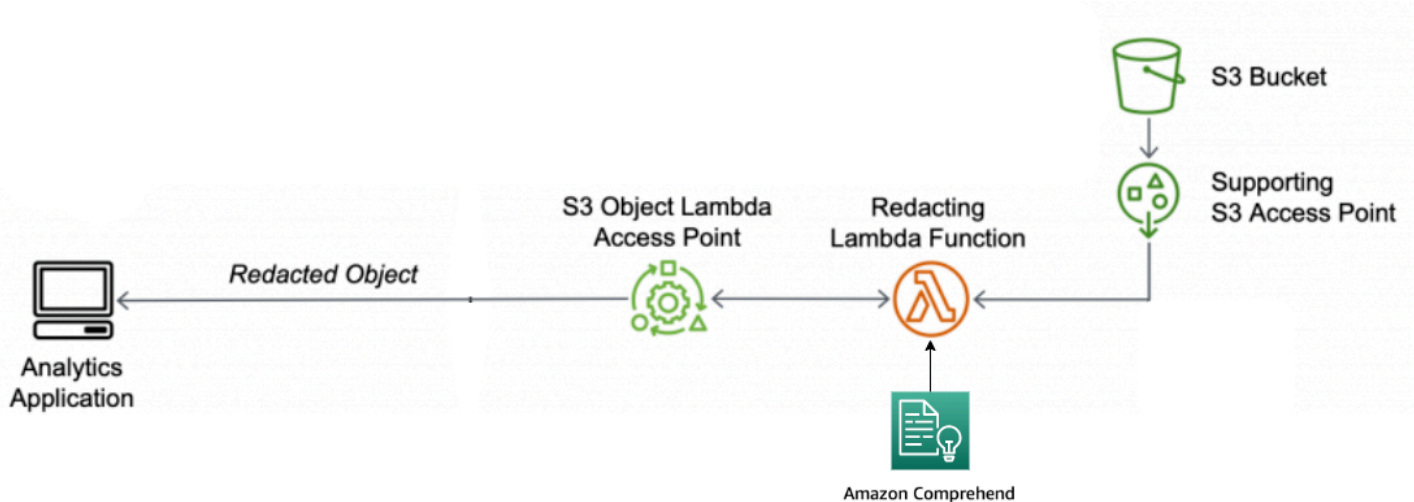 S3 Bucket
Supporting
S3 Access Point
S3 Object Lambda
Access Point
Redacting
Lambda Function
Redacted Object
Analytics
Application
Amazon Comprehend